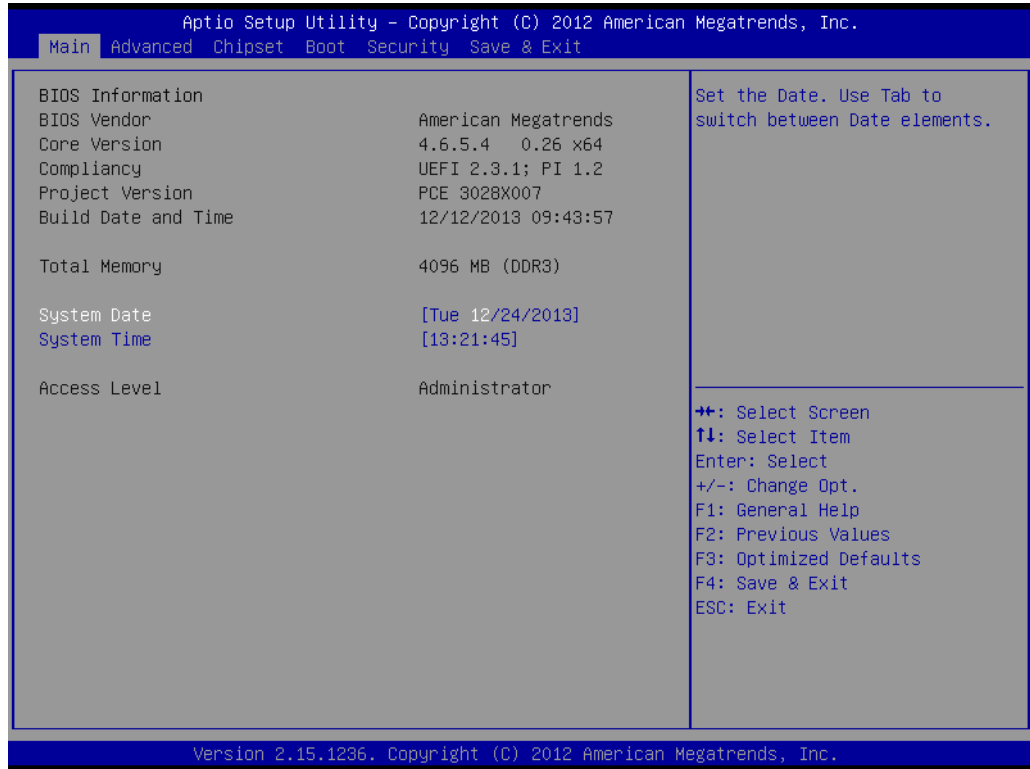 Aptio Setup Utility – Copyright (C) 2012 American Megatrends, Inc.
Main Advanced Chipset Boot Security Save & Exit
BIOS Information
BIOS Vendor American Megatrends
Core Version 4.6.5.4 0.26 x64
Compliancy UEFI 2.3.1; PI 1.2
Project Version PCE 3028X007
Build Date and Time 12/12/2013 09:43:57
Total Memory 4096 MB (DDR3)
System Date [Tue 12/24/2013]
System Time [13:21:45]
Access Level Administrator
Set the Date. Use Tab to
switch between Date elements.
→←: Select Screen
↑↓: Select Item
Enter: Select
+/-: Change Opt.
F1: General Help
F2: Previous Values
F3: Optimized Defaults
F4: Save & Exit
ESC: Exit
Version 2.15.1236. Copyright (C) 2012 American Megatrends, Inc.